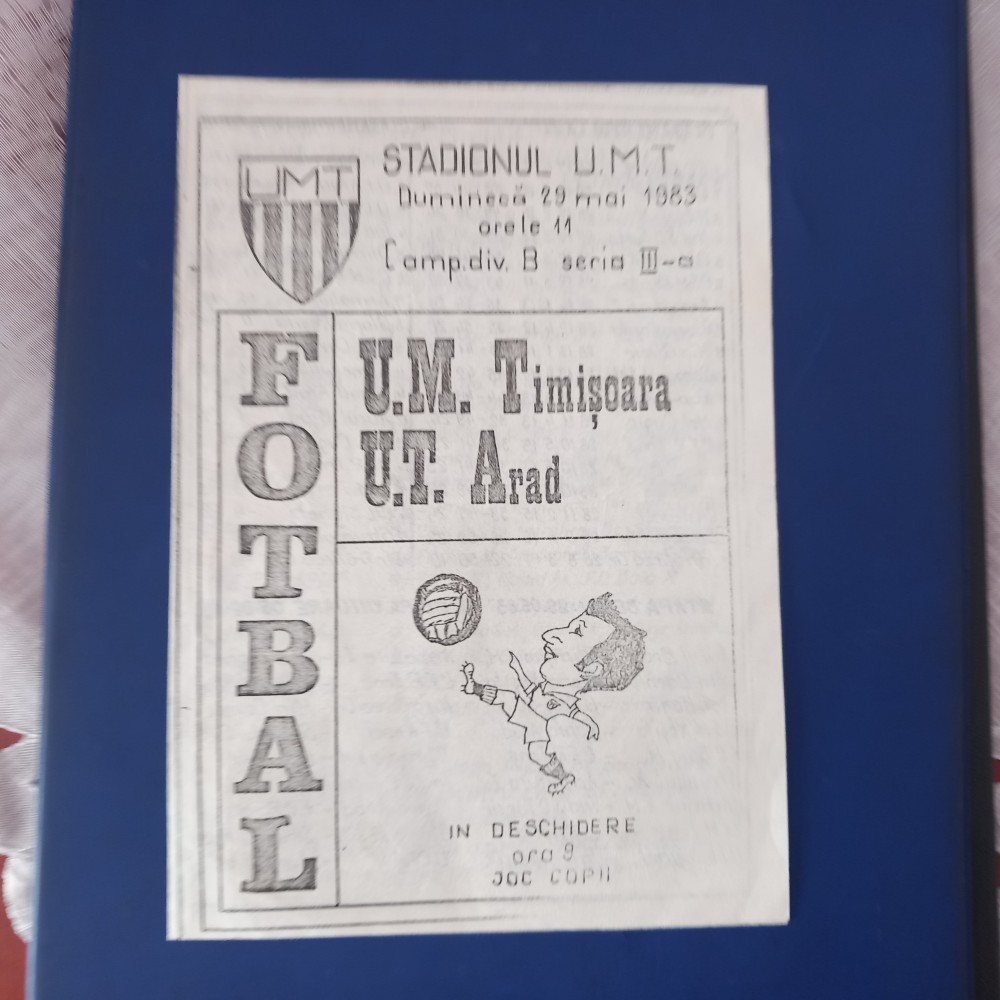 UMT
STADIONUL U.M.T.
Duminecă 29 mai 1983
orele 11
Camp.div. B seria III-a
FOTBAL
U.M. Timișoara
U.T. Arad
IN DESCHIDERE
ora 9
JOC COPII